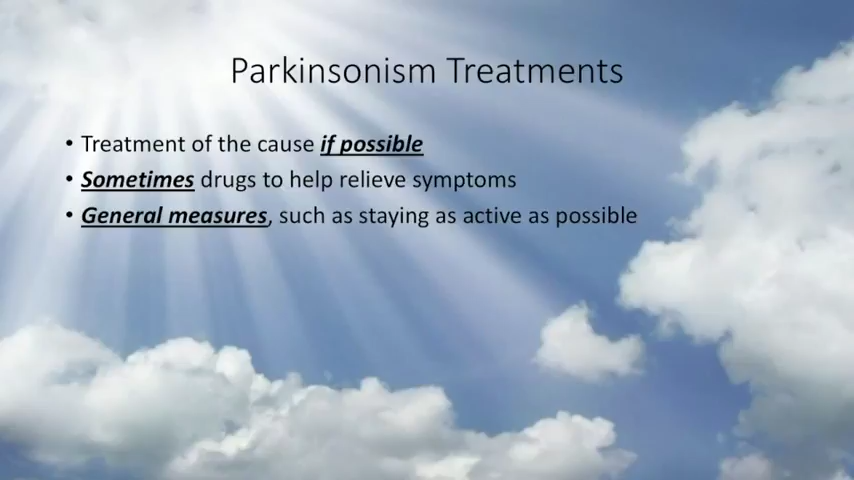 Parkinsonism Treatments
• Treatment of the cause if possible
• Sometimes drugs to help relieve symptoms
• General measures, such as staying as active as possible